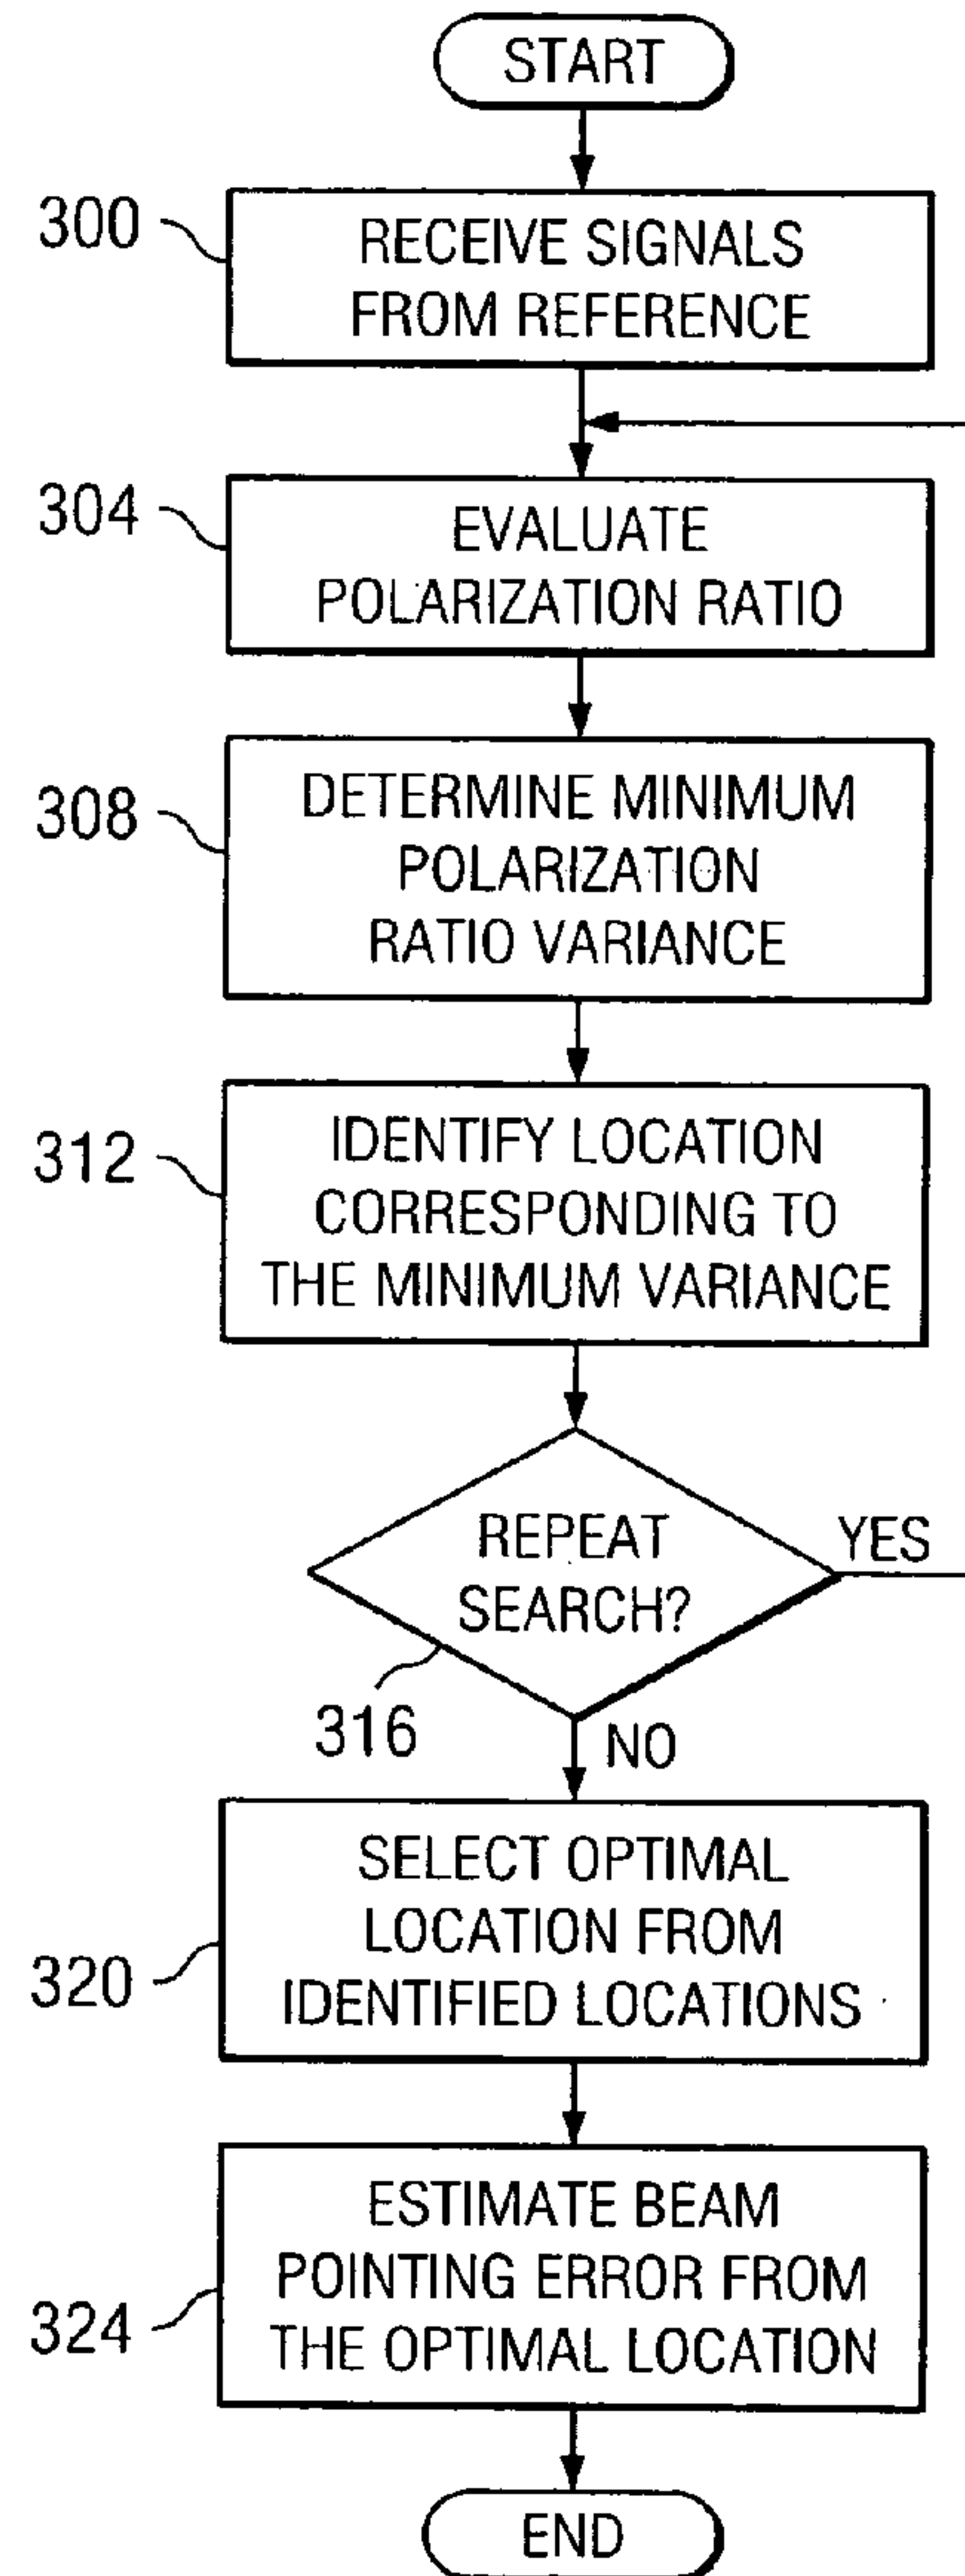 START
300
RECEIVE SIGNALS
FROM REFERENCE
304
EVALUATE
POLARIZATION RATIO
308
DETERMINE MINIMUM
POLARIZATION
RATIO VARIANCE
312
IDENTIFY LOCATION
CORRESPONDING TO
THE MINIMUM VARIANCE
REPEAT
SEARCH?
YES
316
NO
320
SELECT OPTIMAL
LOCATION FROM
IDENTIFIED LOCATIONS
324
ESTIMATE BEAM
POINTING ERROR FROM
THE OPTIMAL LOCATION
END